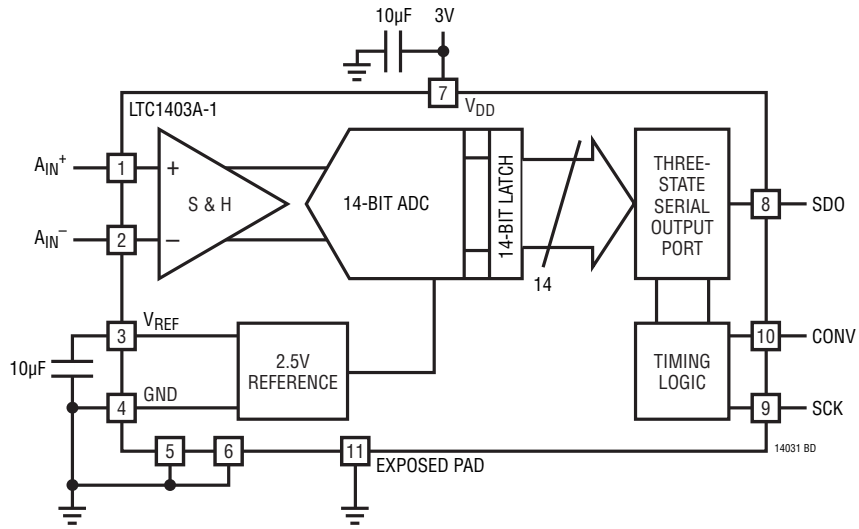 10µF 3V
7
LTC1403A-1
VDD
AIN+ 1 +
S & H
14-BIT ADC
14-BIT LATCH
14
THREE-
STATE
SERIAL
OUTPUT
PORT
8 SDO
AIN− 2 −
3 VREF
10µF
2.5V
REFERENCE
4 GND
TIMING
LOGIC
10 CONV
9 SCK
14031 BD
5 6 11 EXPOSED PAD